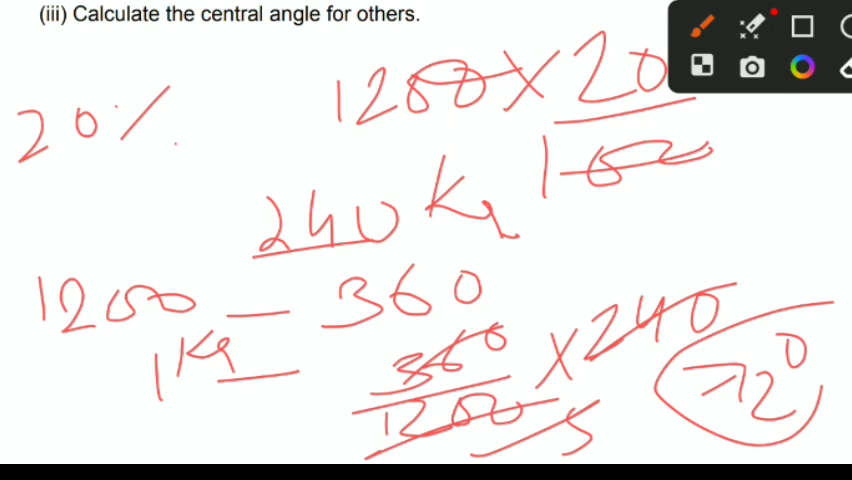 (iii) Calculate the central angle for others.
20%
1200 X 20
100
240 Kg
1200 = 360
1 Kg
360 X 240
1200 5
72°